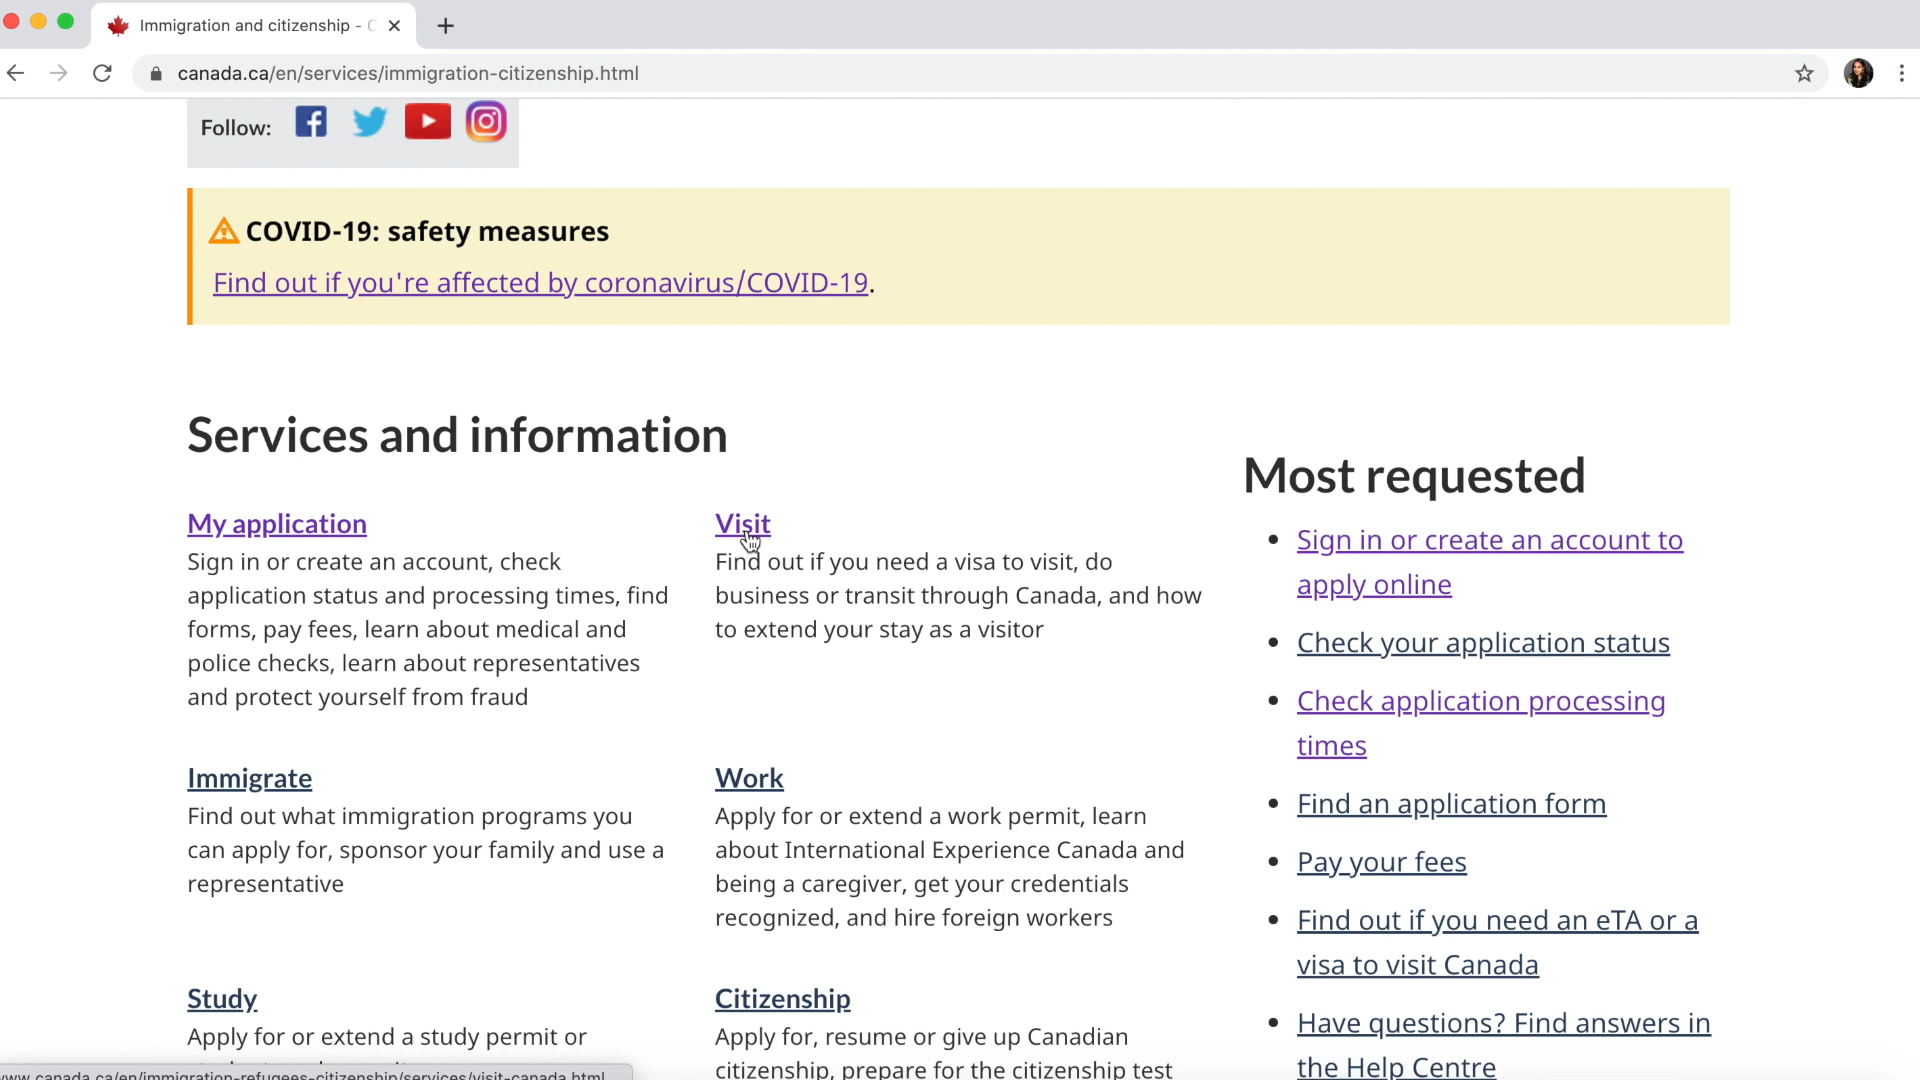 Immigration and citizenship - C
canada.ca/en/services/immigration-citizenship.html
Follow:
COVID-19: safety measures
Find out if you're affected by coronavirus/COVID-19.
Services and information
My application
Sign in or create an account, check
application status and processing times, find
forms, pay fees, learn about medical and
police checks, learn about representatives
and protect yourself from fraud
Visit
Find out if you need a visa to visit, do
business or transit through Canada, and how
to extend your stay as a visitor
Immigrate
Find out what immigration programs you
can apply for, sponsor your family and use a
representative
Work
Apply for or extend a work permit, learn
about International Experience Canada and
being a caregiver, get your credentials
recognized, and hire foreign workers
Study
Apply for or extend a study permit or
Citizenship
Apply for, resume or give up Canadian
citizenship, prepare for the citizenship test
Most requested
Sign in or create an account to
apply online
Check your application status
Check application processing
times
Find an application form
Pay your fees
Find out if you need an eTA or a
visa to visit Canada
Have questions? Find answers in
the Help Centre
www.canada.ca/en/immigration-refugees-citizenship/services/visit-canada.html